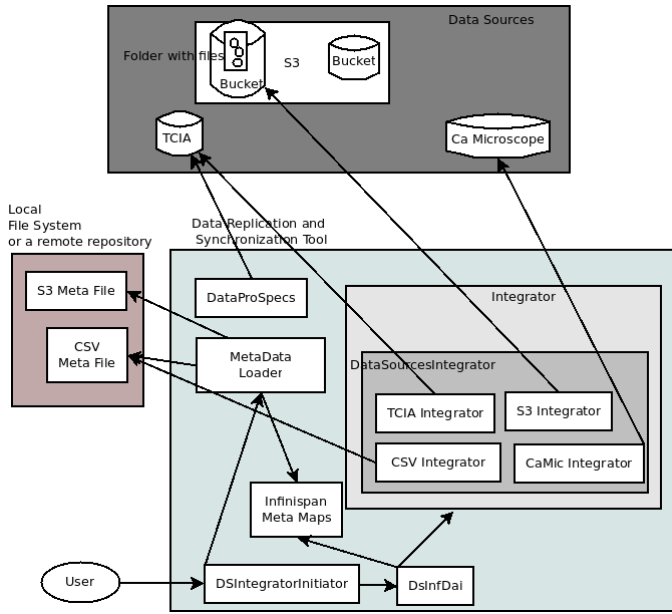 Data Sources
Folder with files
S3
Bucket
Bucket
TCIA
Ca Microscope
Local
File System
or a remote repository
Data Replication and
Synchronization Tool
S3 Meta File
CSV
Meta File
DataProSpecs
MetaData
Loader
Integrator
DataSourcesIntegrator
TCIA Integrator
S3 Integrator
CSV Integrator
CaMic Integrator
Infinispan
Meta Maps
User
DSIntegratorInitiator
DsInfDai